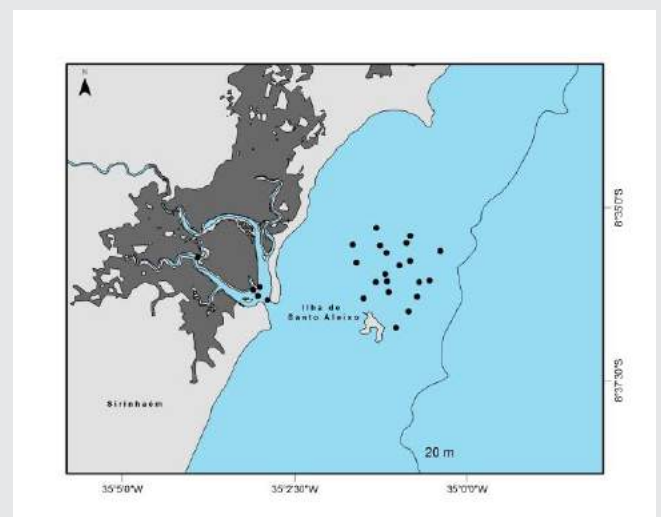 N
8°35'0"S
Ilha de
Santo Aleixo
8°37'30"S
Sirinhaém
20 m
35°5'0"W
35°2'30"W
35°0'0"W